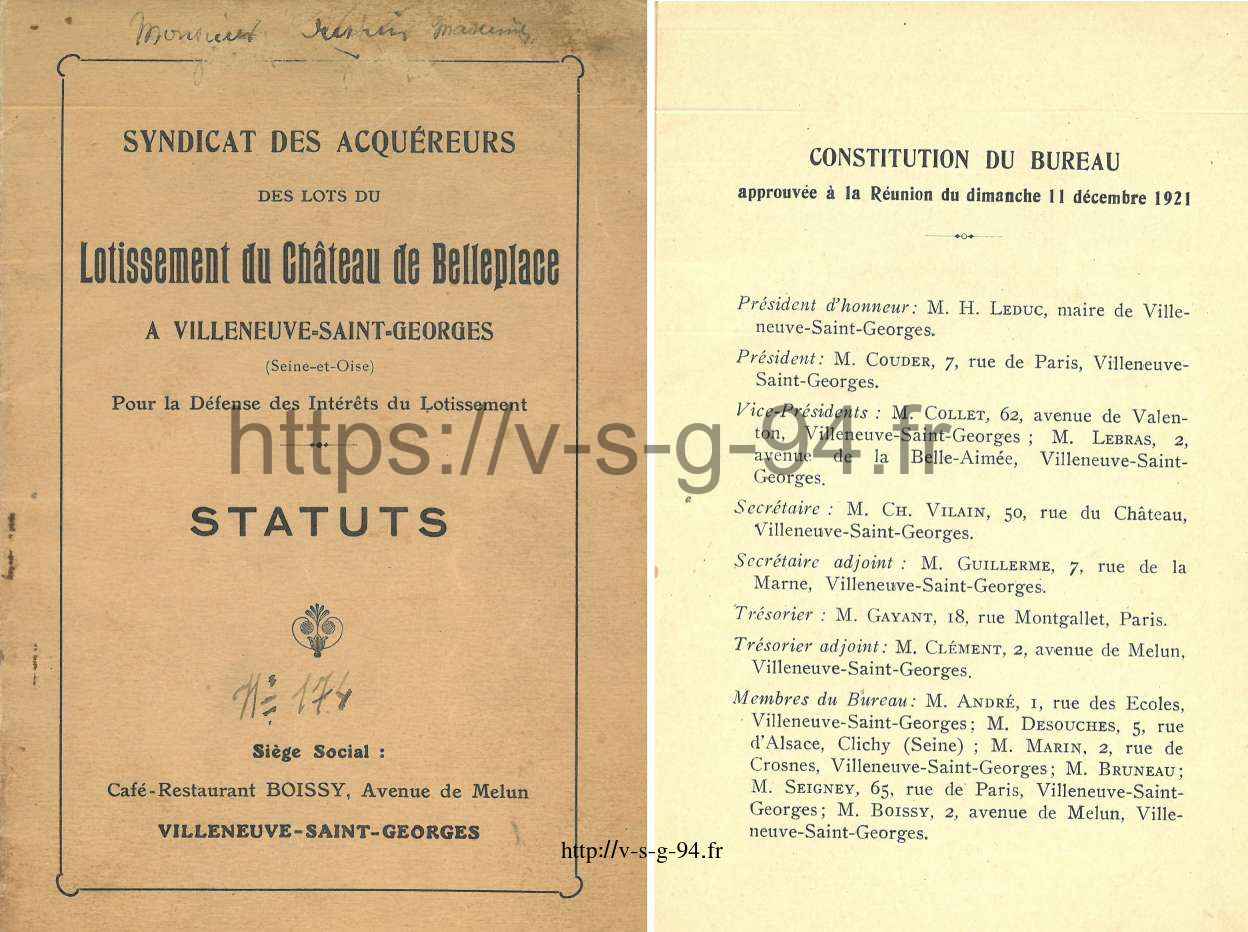 Monsieur
SYNDICAT DES ACQUÉREURS
DES LOTS DU
Lotissement du Château de Belleplace
A VILLENEUVE-SAINT-GEORGES
(Seine-et-Oise)
Pour la Défense des Intérêts du Lotissement
STATUTS
N° 174
Siège Social :
Café-Restaurant BOISSY, Avenue de Melun
VILLENEUVE-SAINT-GEORGES
CONSTITUTION DU BUREAU
approuvée à la Réunion du dimanche 11 décembre 1921
Président d'honneur : M. H. LEDUC, maire de Ville-
neuve-Saint-Georges.
Président : M. COUDER, 7, rue de Paris, Villeneuve-
Saint-Georges.
Vice-Présidents : M. COLLET, 62, avenue de Valen-
ton, Villeneuve-Saint-Georges ; M. LEBRAS, 2,
avenue de la Belle-Aimée, Villeneuve-Saint-
Georges.
Secrétaire : M. CH. VILAIN, 50, rue du Château,
Villeneuve-Saint-Georges.
Secrétaire adjoint : M. GUILLERME, 7, rue de la
Marne, Villeneuve-Saint-Georges.
Trésorier : M. GAYANT, 18, rue Montgallet, Paris.
Trésorier adjoint : M. CLÉMENT, 2, avenue de Melun,
Villeneuve-Saint-Georges.
Membres du Bureau : M. ANDRÉ, 1, rue des Ecoles,
Villeneuve-Saint-Georges ; M. DESOUCHES, 5, rue
d'Alsace, Clichy (Seine) ; M. MARIN, 2, rue de
Crosnes, Villeneuve-Saint-Georges ; M. BRUNEAU ;
M. SEIGNEY, 65, rue de Paris, Villeneuve-Saint-
Georges ; M. BOISSY, 2, avenue de Melun, Ville-
neuve-Saint-Georges.
https://v-s-g-94.fr
http://v-s-g-94.fr